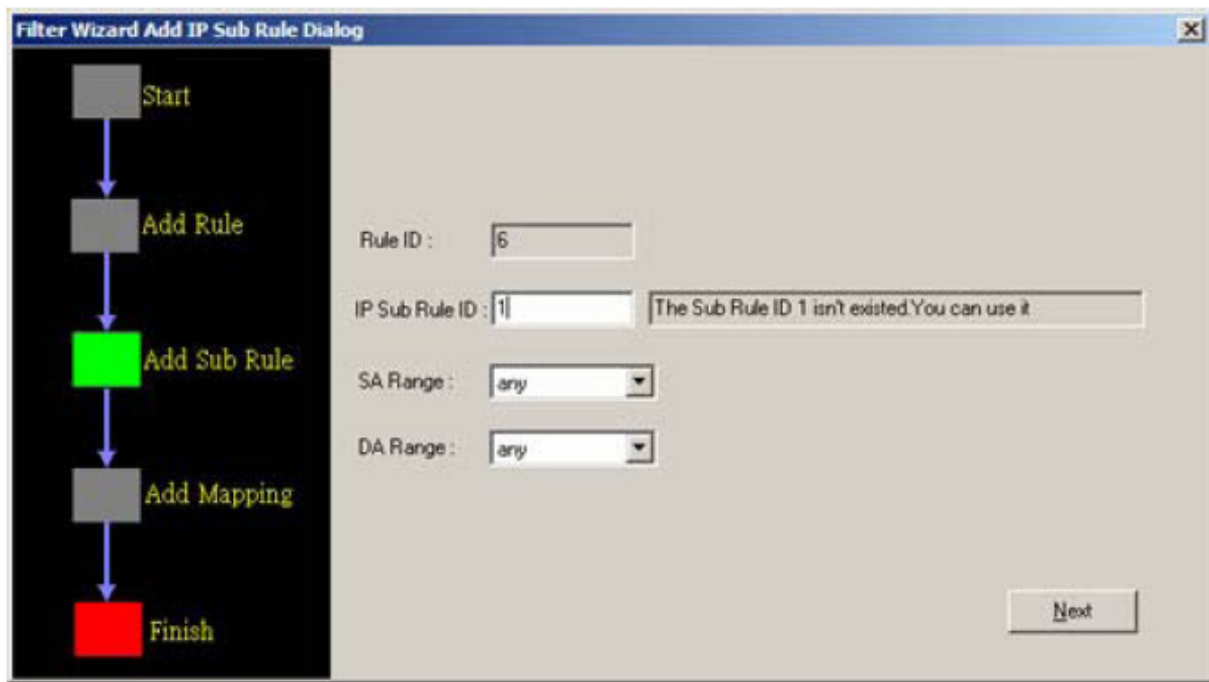 Filter Wizard Add IP Sub Rule Dialog
Start
Add Rule
Add Sub Rule
Add Mapping
Finish
Rule ID : 6
IP Sub Rule ID : 1 The Sub Rule ID 1 isn't existed.You can use it
SA Range : any
DA Range : any
Next